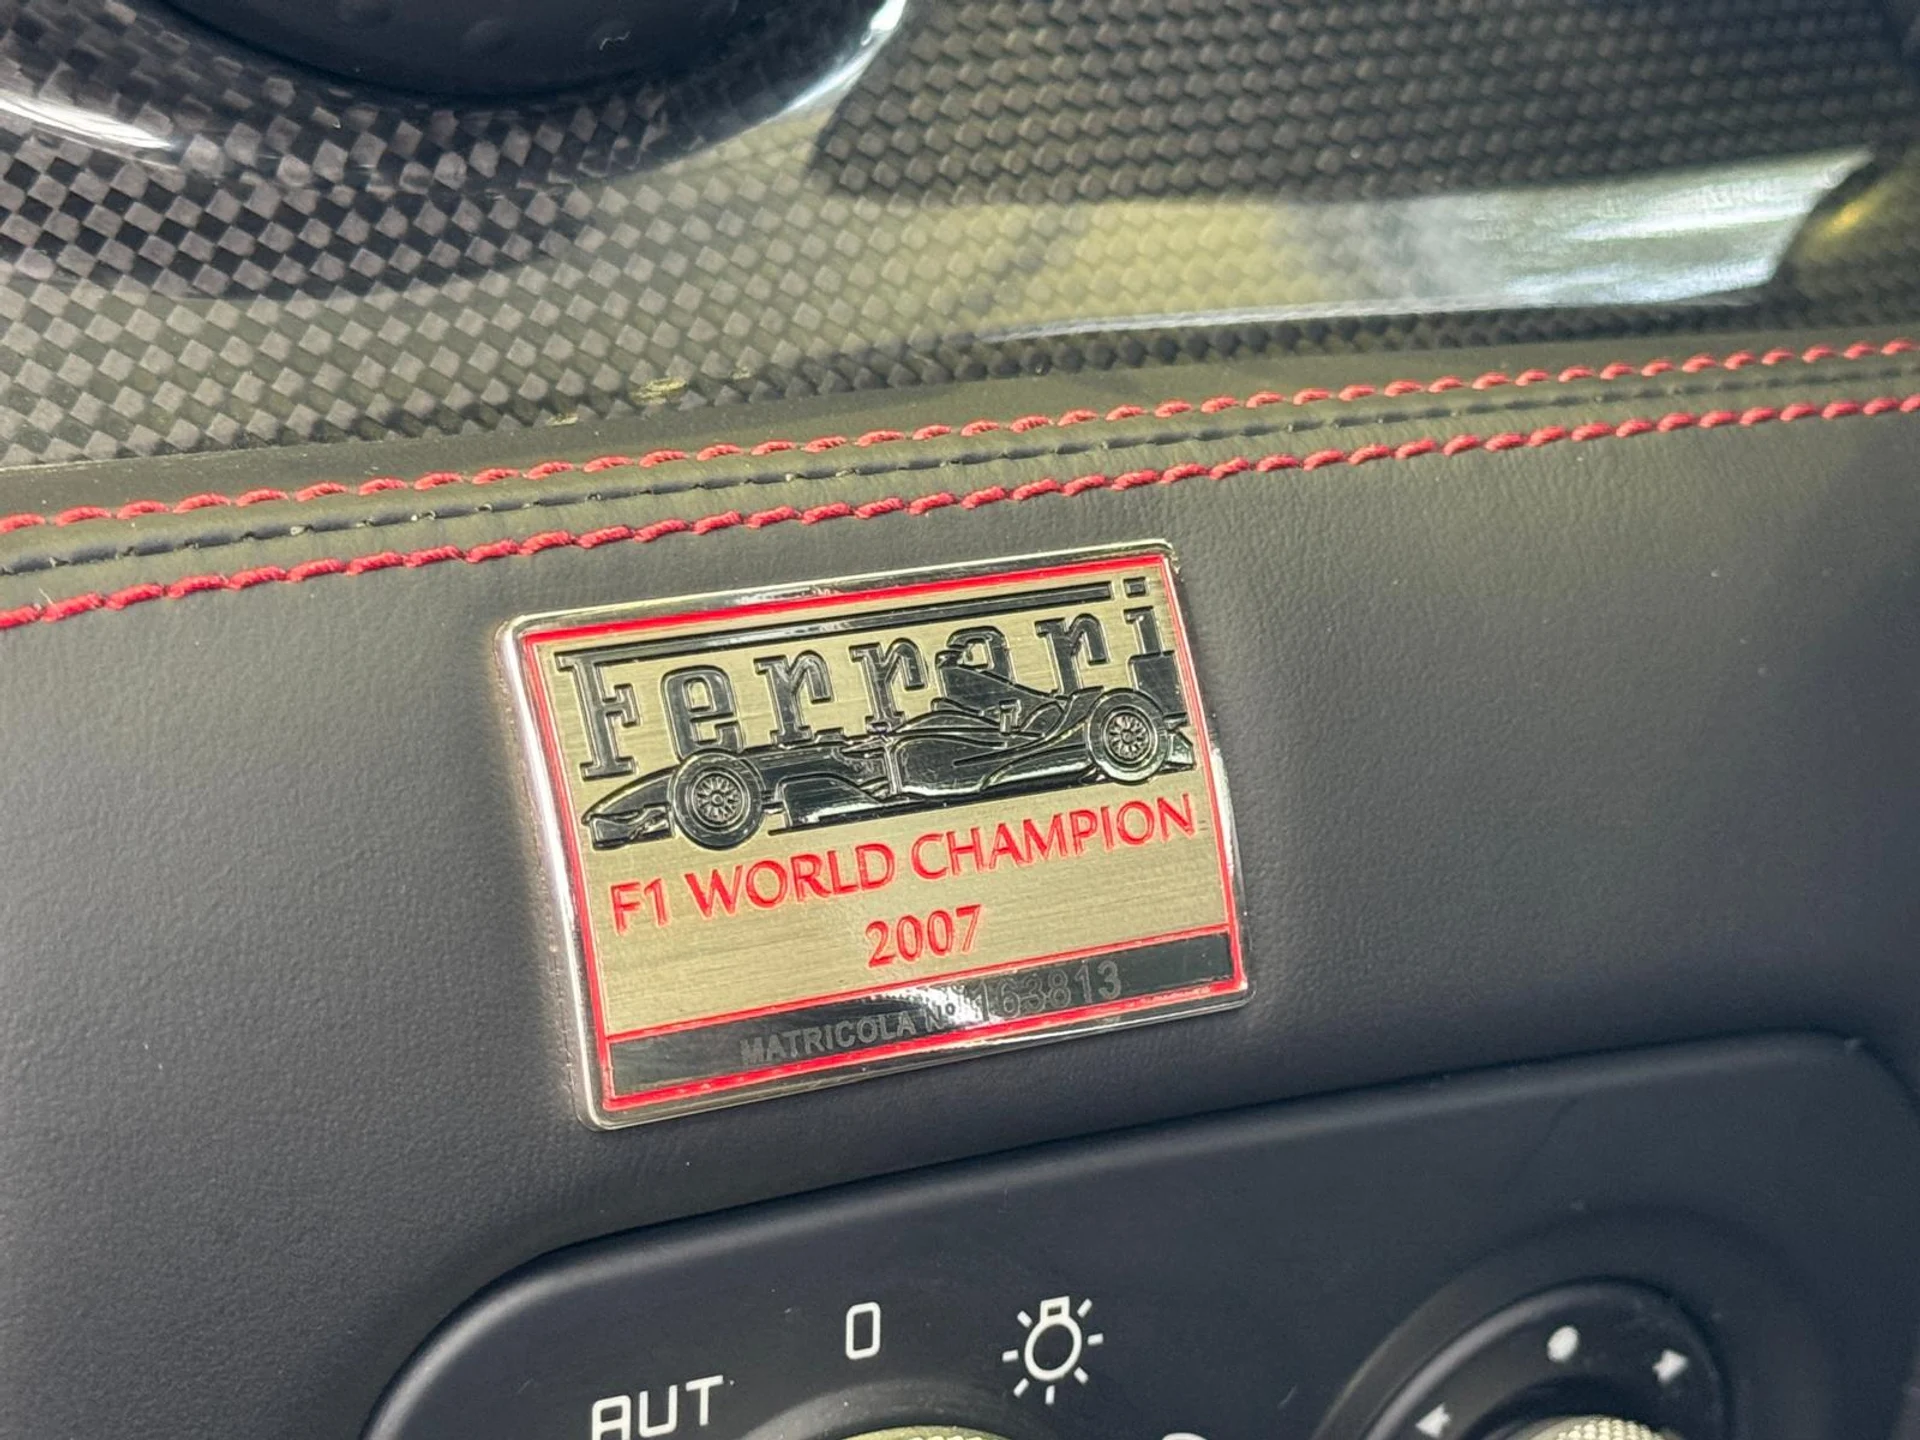 Ferrari
F1 WORLD CHAMPION
2007
MATRICOLA N° 163813
0
AUT